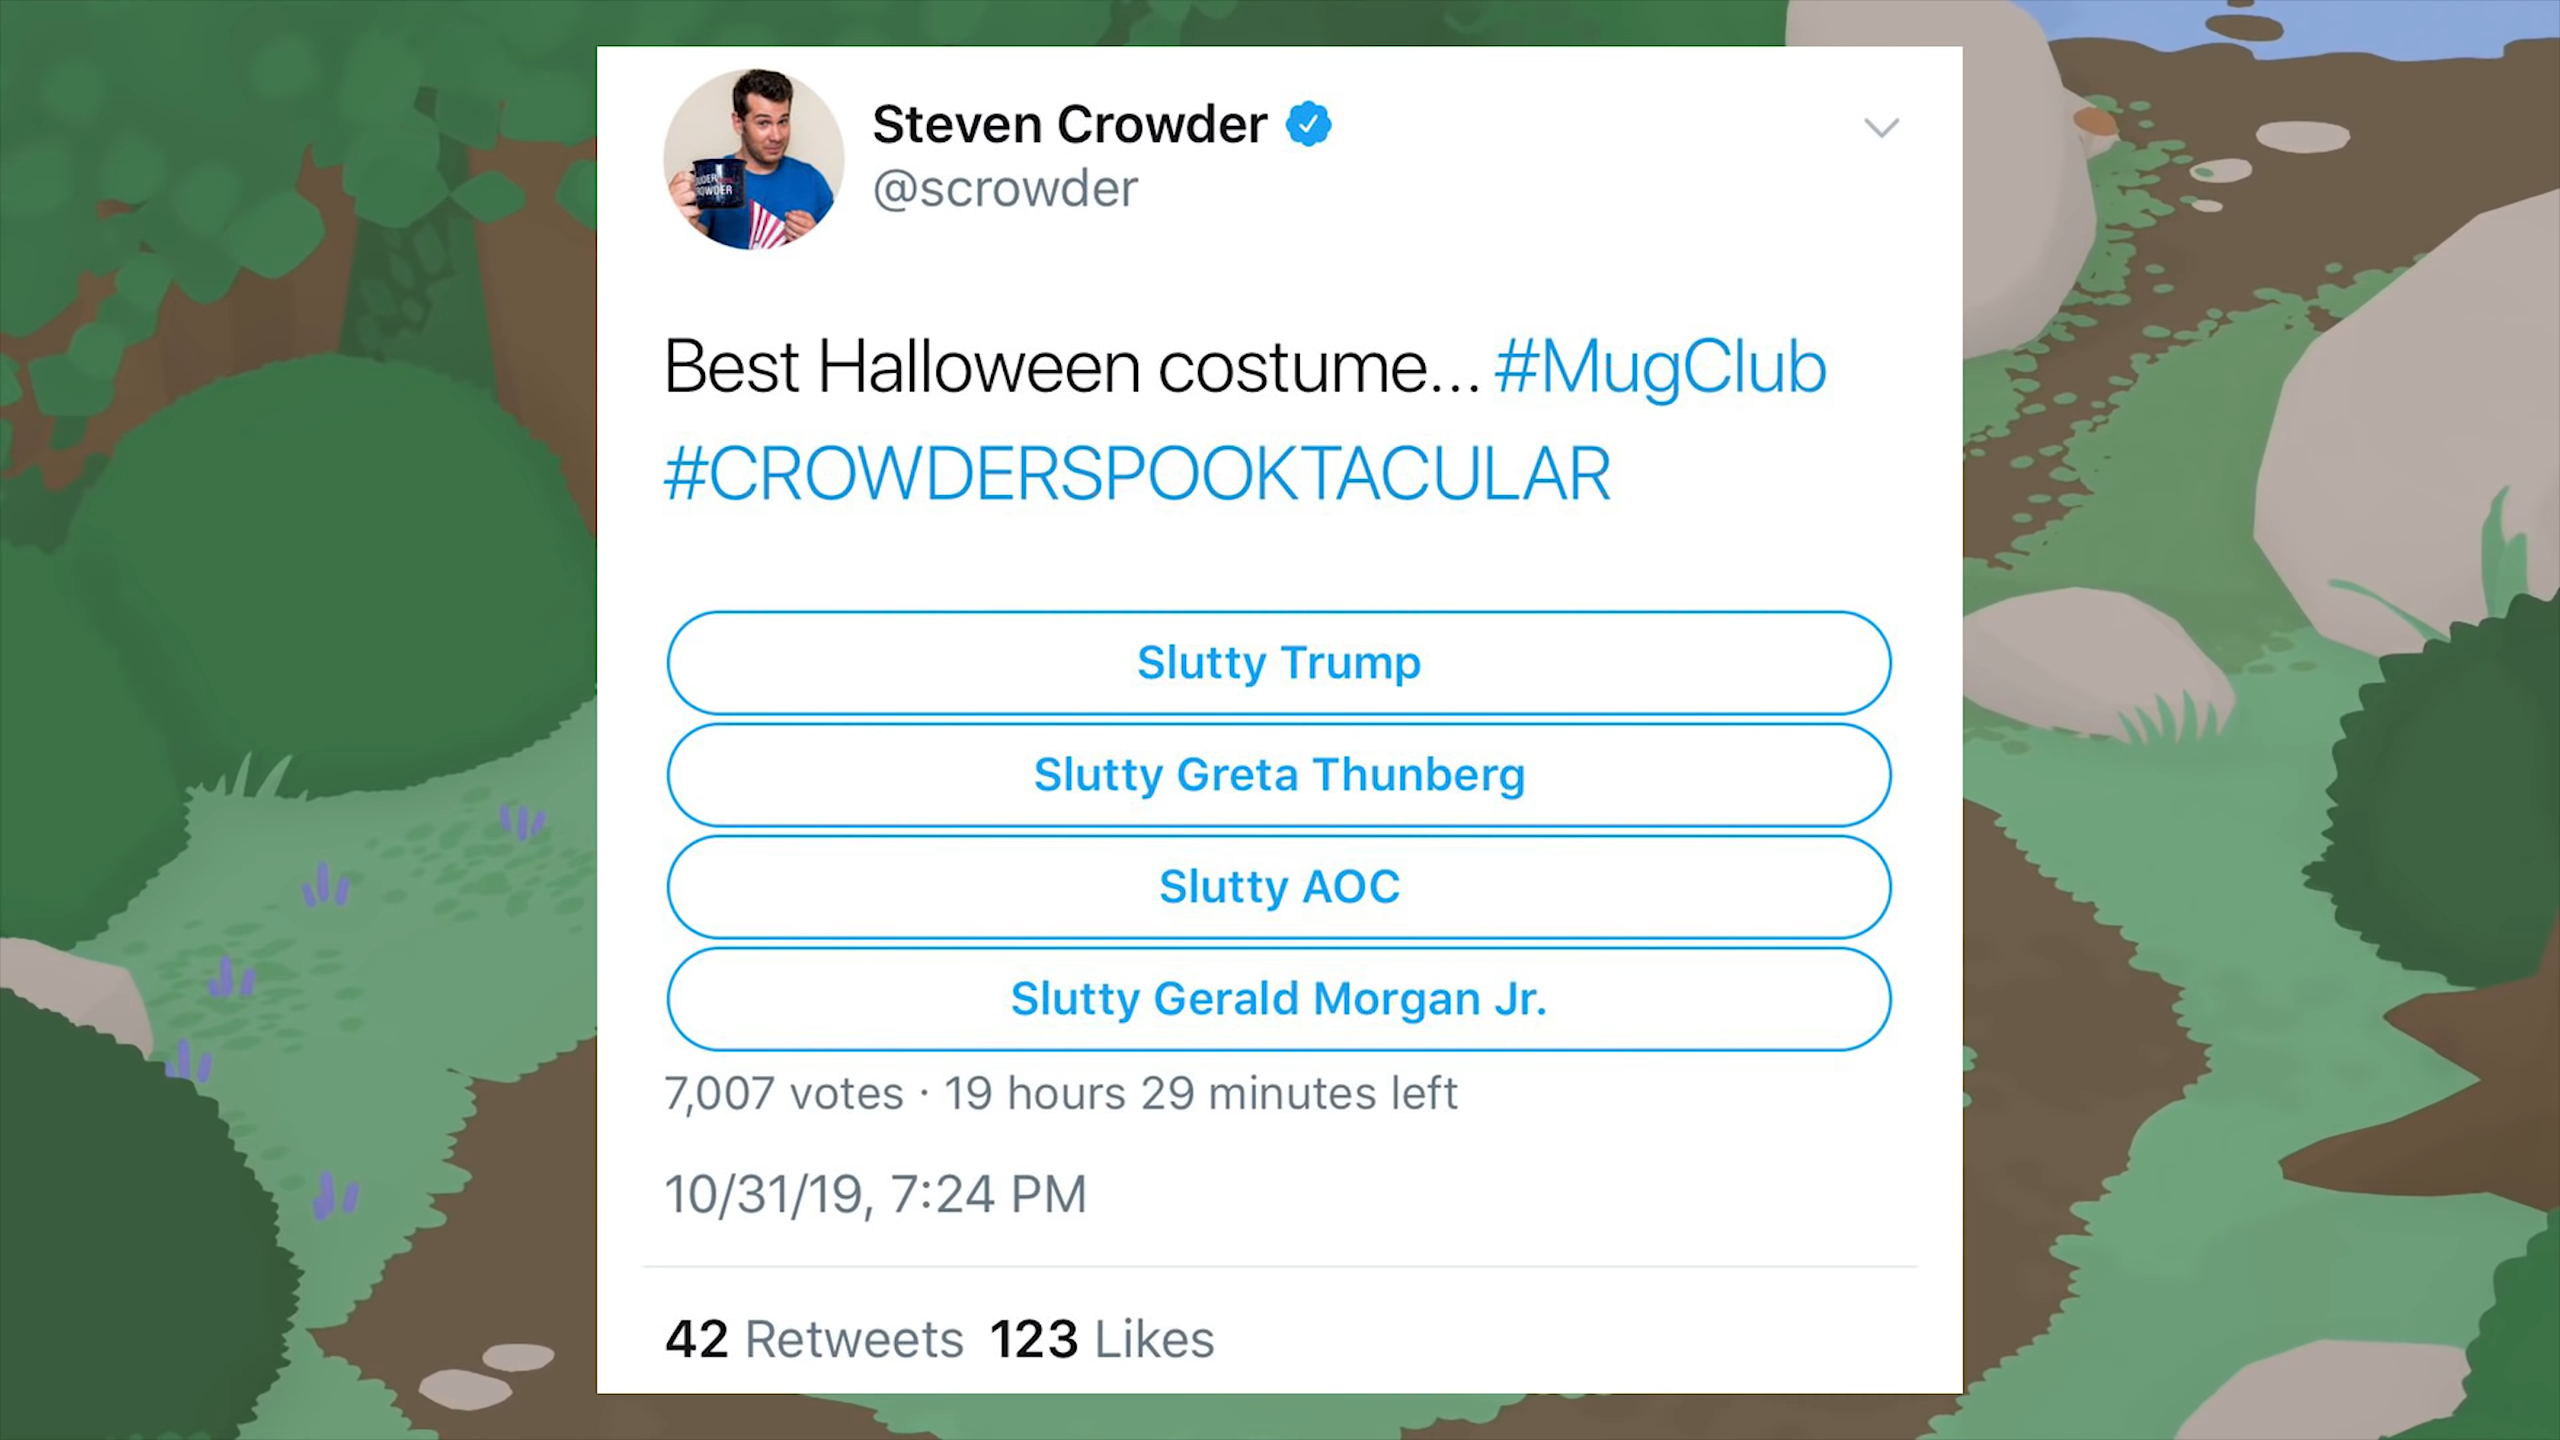 Steven Crowder
@scrowder
Best Halloween costume... #MugClub
#CROWDERSPOOKTACULAR
Slutty Trump
Slutty Greta Thunberg
Slutty AOC
Slutty Gerald Morgan Jr.
7,007 votes · 19 hours 29 minutes left
10/31/19, 7:24 PM
42 Retweets 123 Likes